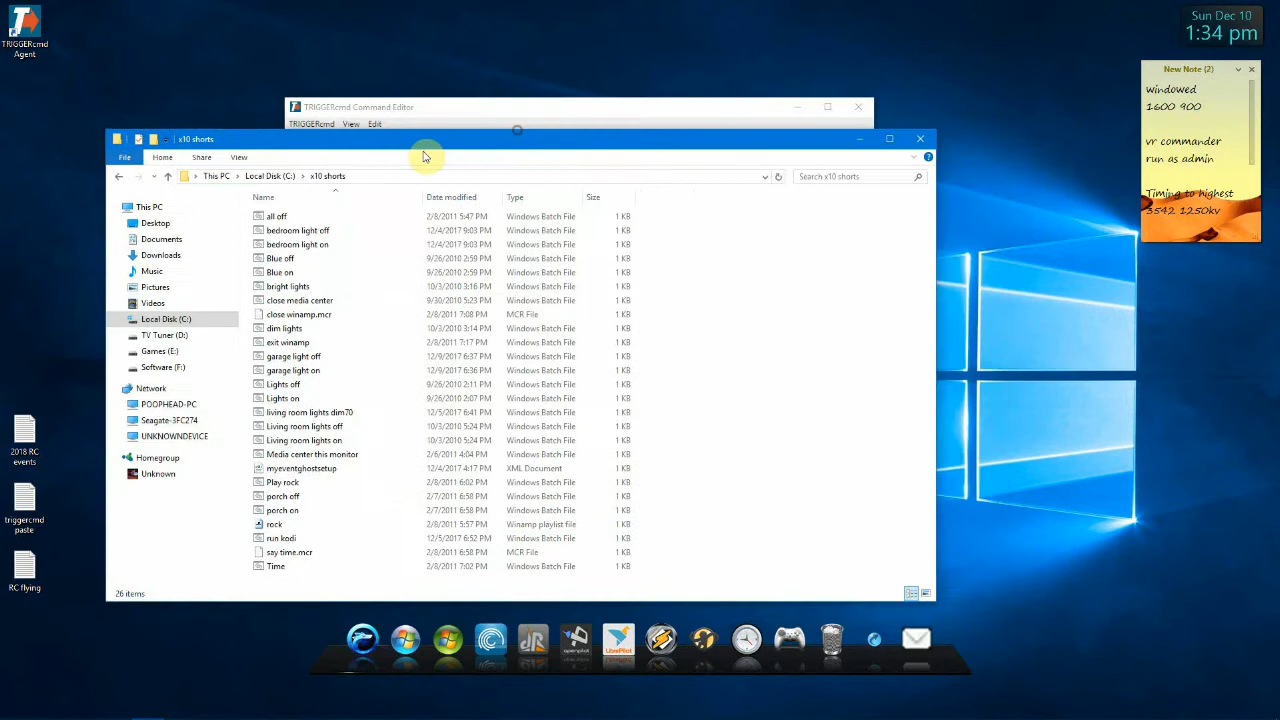 TRIGGERcmd
Agent
Sun Dec 10
1:34 pm
New Note (2)
Windowed
1600 900
vr commander
run as admin
Timing to highest
3542 1250kv
TRIGGERcmd Command Editor
TRIGGERcmd View Edit
x10 shorts
File Home Share View
This PC > Local Disk (C:) > x10 shorts
Search x10 shorts
Name Date modified Type Size
This PC
Desktop
Documents
Downloads
Music
Pictures
Videos
Local Disk (C:)
TV Tuner (D:)
Games (E:)
Software (F:)
Network
POOPHEAD-PC
Seagate-3FC274
UNKNOWNDEVICE
Homegroup
Unknown
all off 2/8/2011 5:47 PM Windows Batch File 1 KB
bedroom light off 12/4/2017 9:03 PM Windows Batch File 1 KB
bedroom light on 12/4/2017 9:03 PM Windows Batch File 1 KB
Blue off 9/26/2010 2:59 PM Windows Batch File 1 KB
Blue on 9/26/2010 2:59 PM Windows Batch File 1 KB
bright lights 10/3/2010 3:16 PM Windows Batch File 1 KB
close media center 9/30/2010 5:23 PM Windows Batch File 1 KB
close winamp.mcr 2/8/2011 7:08 PM MCR File 1 KB
dim lights 10/3/2010 3:14 PM Windows Batch File 1 KB
exit winamp 2/8/2011 7:17 PM Windows Batch File 1 KB
garage light off 12/9/2017 6:37 PM Windows Batch File 1 KB
garage light on 12/9/2017 6:36 PM Windows Batch File 1 KB
Lights off 9/26/2010 2:11 PM Windows Batch File 1 KB
Lights on 9/26/2010 2:07 PM Windows Batch File 1 KB
living room lights dim70 12/5/2017 6:41 PM Windows Batch File 1 KB
Living room lights off 10/3/2010 5:24 PM Windows Batch File 1 KB
Living room lights on 10/3/2010 5:24 PM Windows Batch File 1 KB
Media center this monitor 2/6/2011 4:04 PM Windows Batch File 1 KB
myeventghostsetup 12/4/2017 4:17 PM XML Document 1 KB
Play rock 2/8/2011 6:02 PM Windows Batch File 1 KB
porch off 2/7/2011 6:58 PM Windows Batch File 1 KB
porch on 2/7/2011 6:58 PM Windows Batch File 1 KB
rock 2/8/2011 5:57 PM Winamp playlist file 1 KB
run kodi 12/5/2017 6:52 PM Windows Batch File 1 KB
say time.mcr 2/8/2011 6:58 PM MCR File 1 KB
Time 2/8/2011 7:02 PM Windows Batch File 1 KB
26 items
2018 RC
events
triggercmd
paste
RC flying
openpilot
LibrePilot